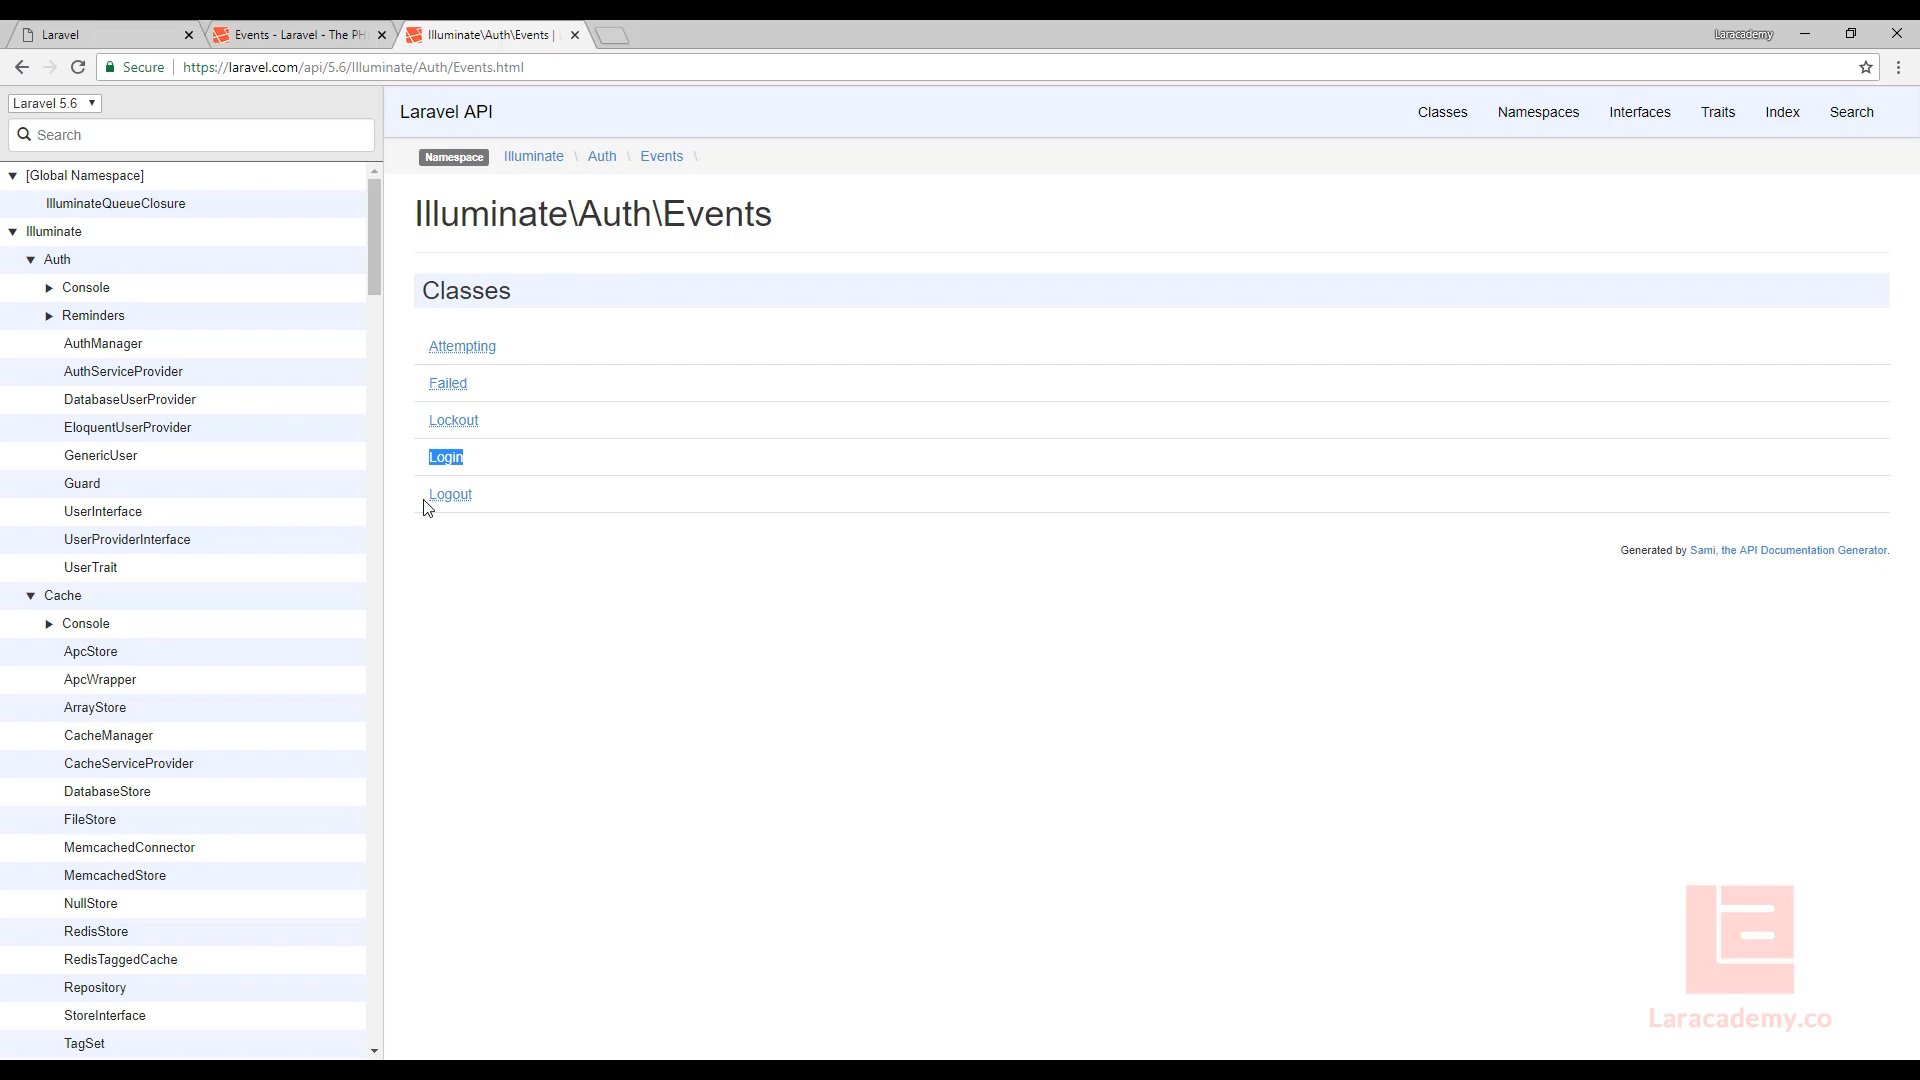 Laravel
Events - Laravel - The PH
Illuminate\Auth\Events |
Laracademy
Secure
https://laravel.com/api/5.6/Illuminate/Auth/Events.html
Laravel 5.6
Search
[Global Namespace]
IlluminateQueueClosure
Illuminate
Auth
Console
Reminders
AuthManager
AuthServiceProvider
DatabaseUserProvider
EloquentUserProvider
GenericUser
Guard
UserInterface
UserProviderInterface
UserTrait
Cache
Console
ApcStore
ApcWrapper
ArrayStore
CacheManager
CacheServiceProvider
DatabaseStore
FileStore
MemcachedConnector
MemcachedStore
NullStore
RedisStore
RedisTaggedCache
Repository
StoreInterface
TagSet
Laravel API
Classes Namespaces Interfaces Traits Index Search
Namespace Illuminate \ Auth \ Events \
Illuminate\Auth\Events
Classes
Attempting
Failed
Lockout
Login
Logout
Generated by Sami, the API Documentation Generator.
Laracademy.co